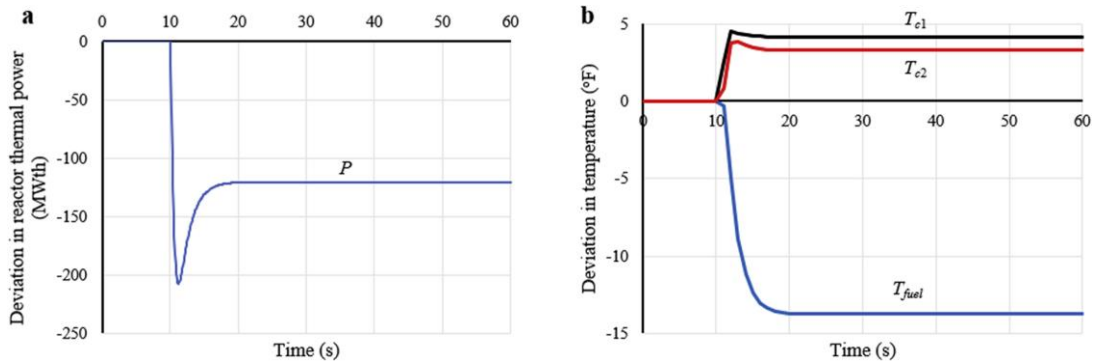 a
0 10 20 30 40 50 60
0
-50
-100
-150
-200
-250
Deviation in reactor thermal power
(MWth)
P
Time (s)
b
5
0
-5
-10
-15
Deviation in temperature (°F)
0 10 20 30 40 50 60
Tc1
Tc2
Tfuel
Time (s)